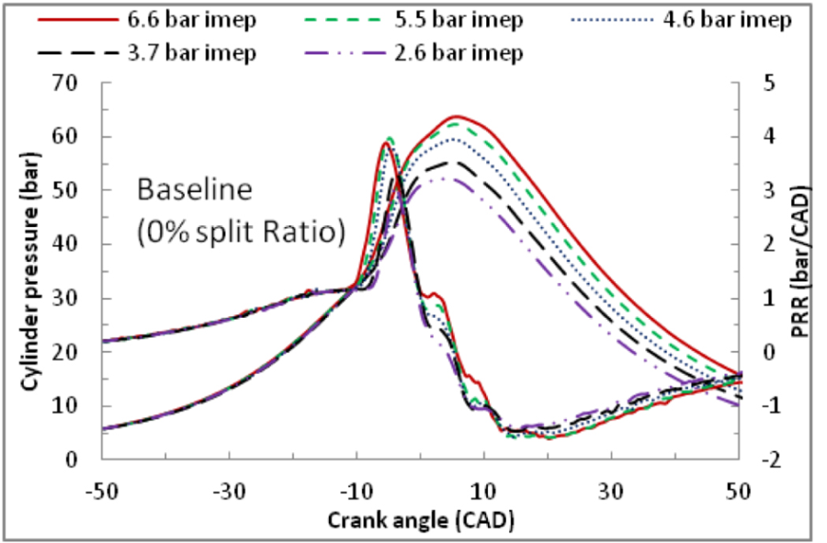 6.6 bar imep 5.5 bar imep 4.6 bar imep
3.7 bar imep 2.6 bar imep
70 5
60 4
50 3
40 2
30 1
20 0
10 -1
0 -2
Cylinder pressure (bar)
Baseline
(0% split Ratio)
PRR (bar/CAD)
-50 -30 -10 10 30 50
Crank angle (CAD)